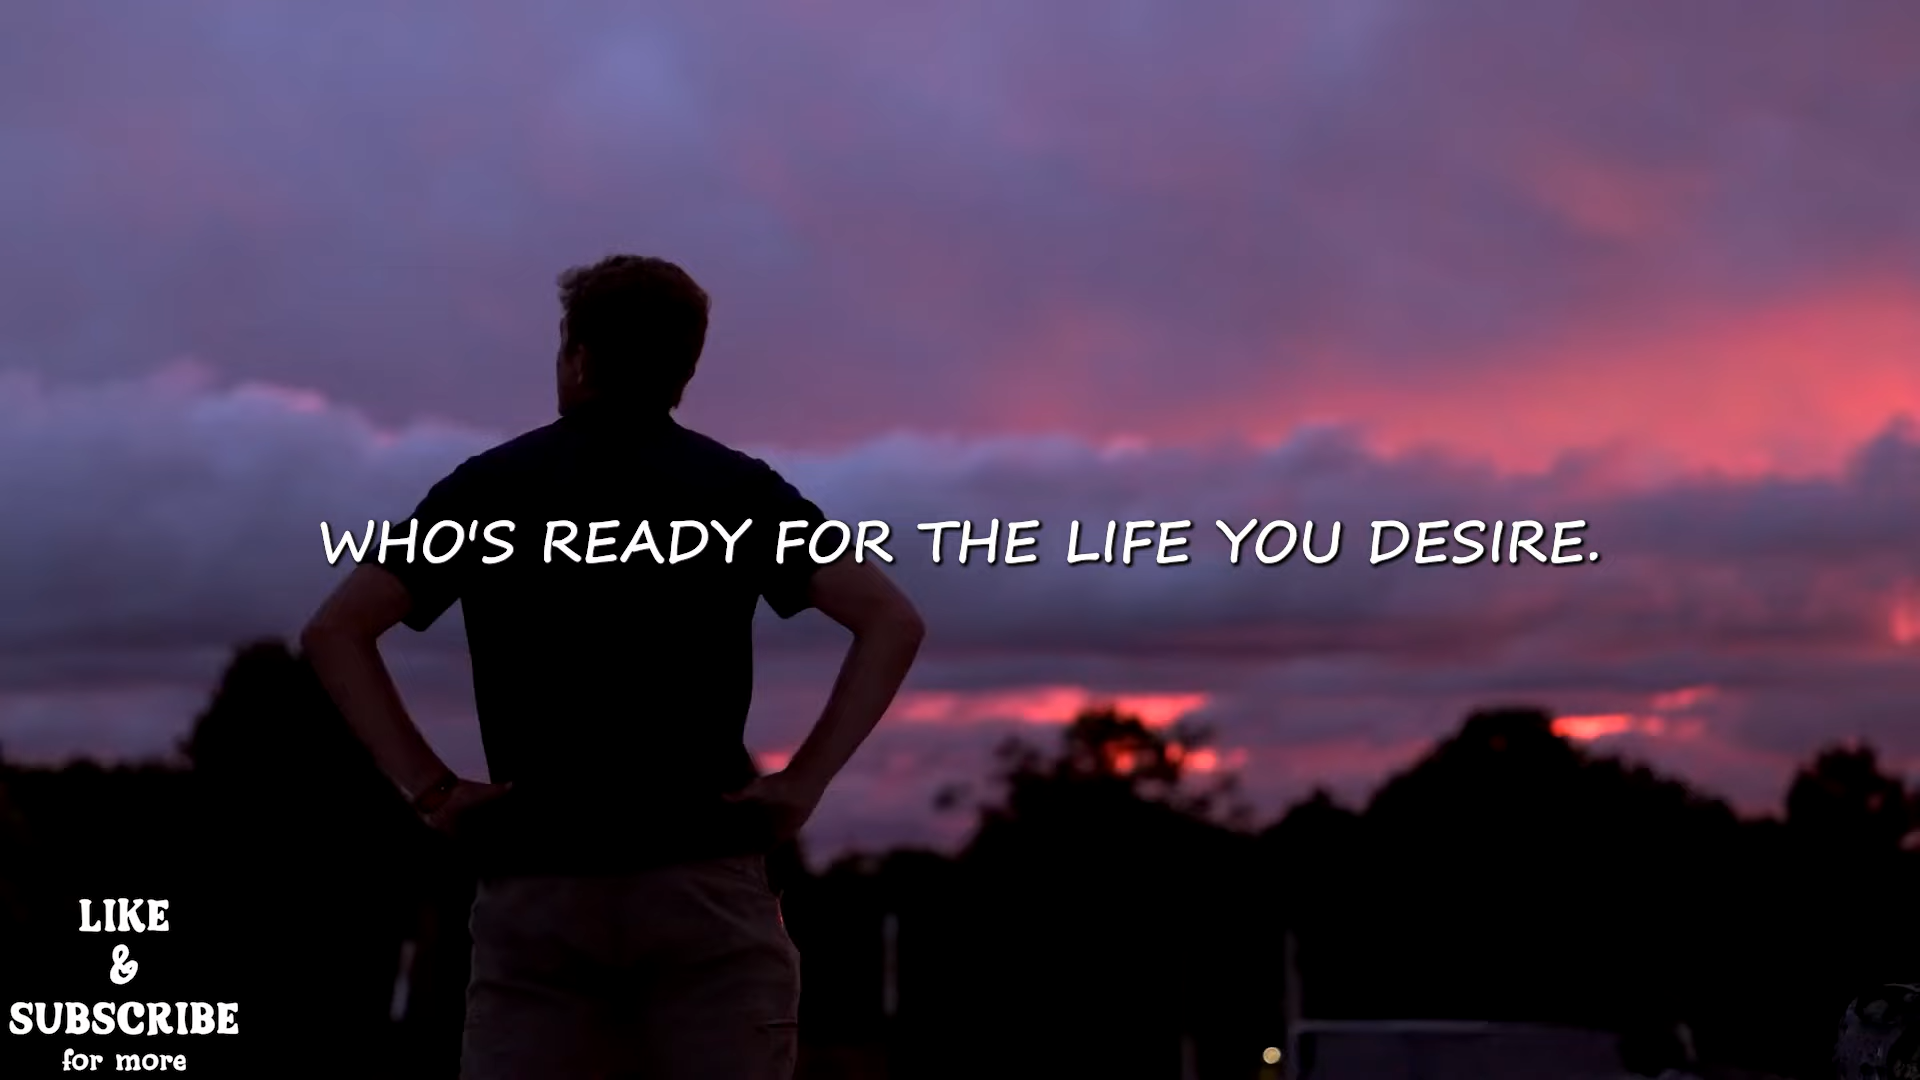 WHO'S READY FOR THE LIFE YOU DESIRE.
LIKE
&
SUBSCRIBE
for more